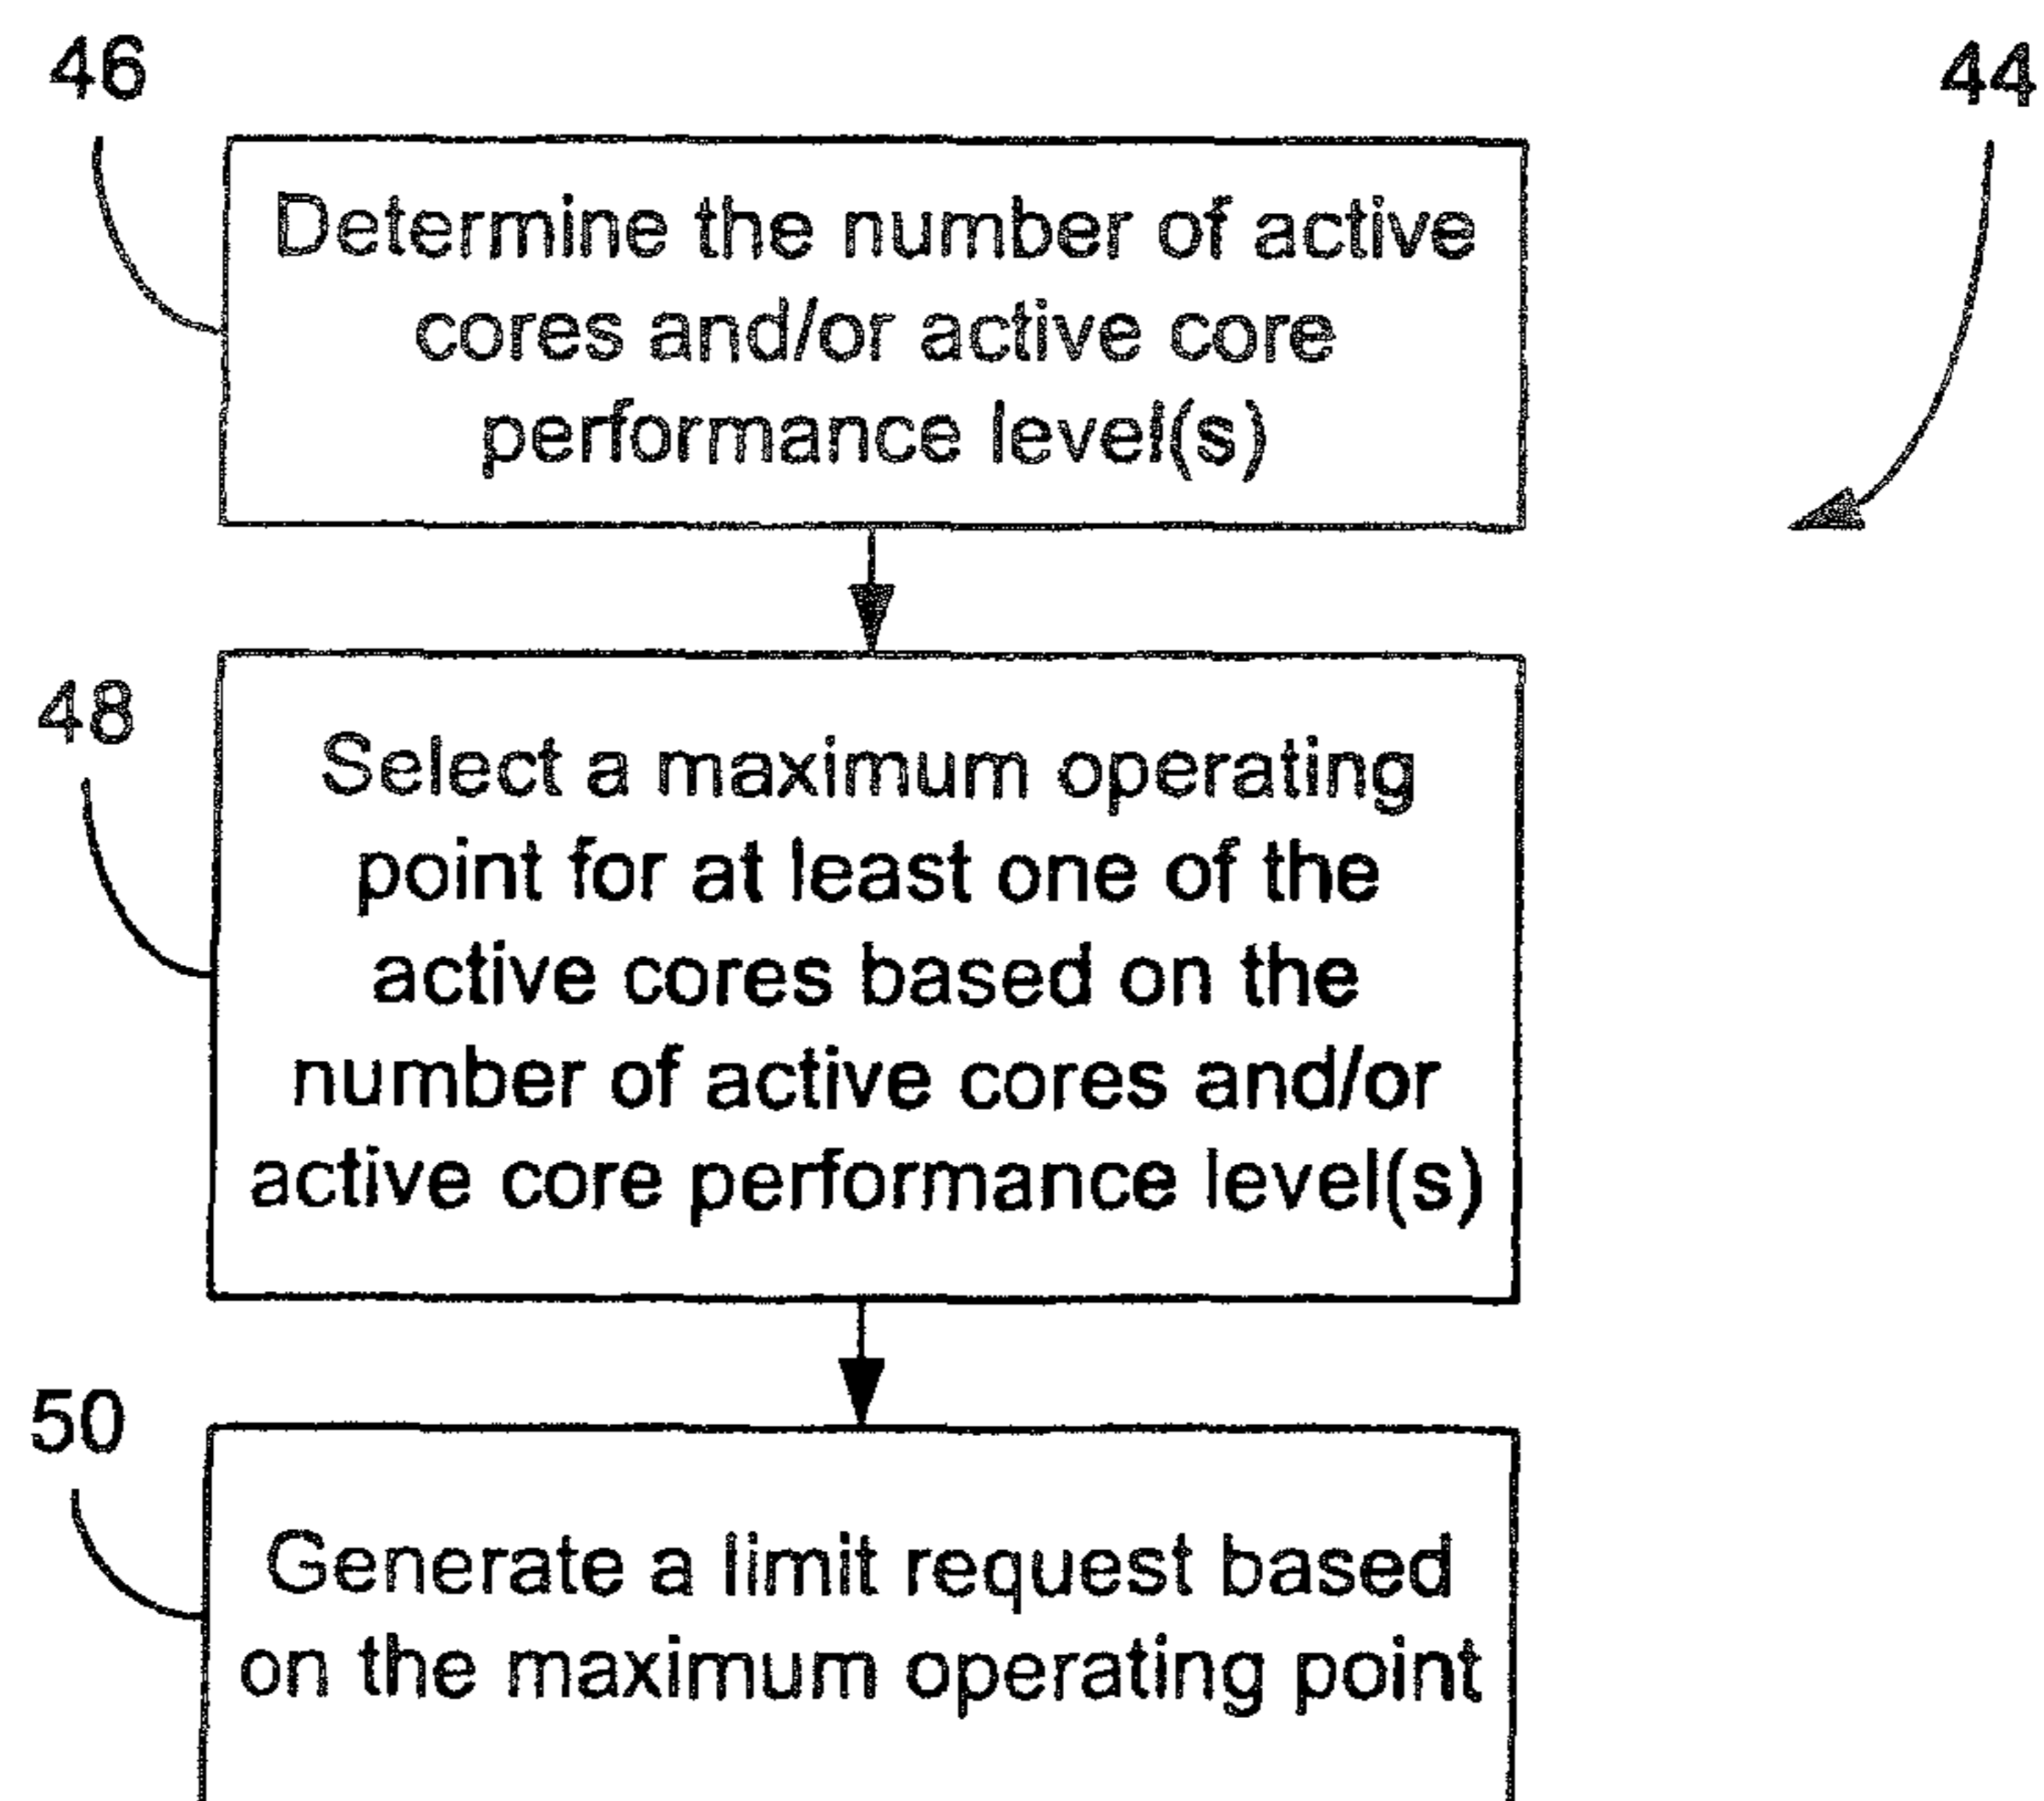 46
44
Determine the number of active
cores and/or active core
performance level(s)
48
Select a maximum operating
point for at least one of the
active cores based on the
number of active cores and/or
active core performance level(s)
50
Generate a limit request based
on the maximum operating point